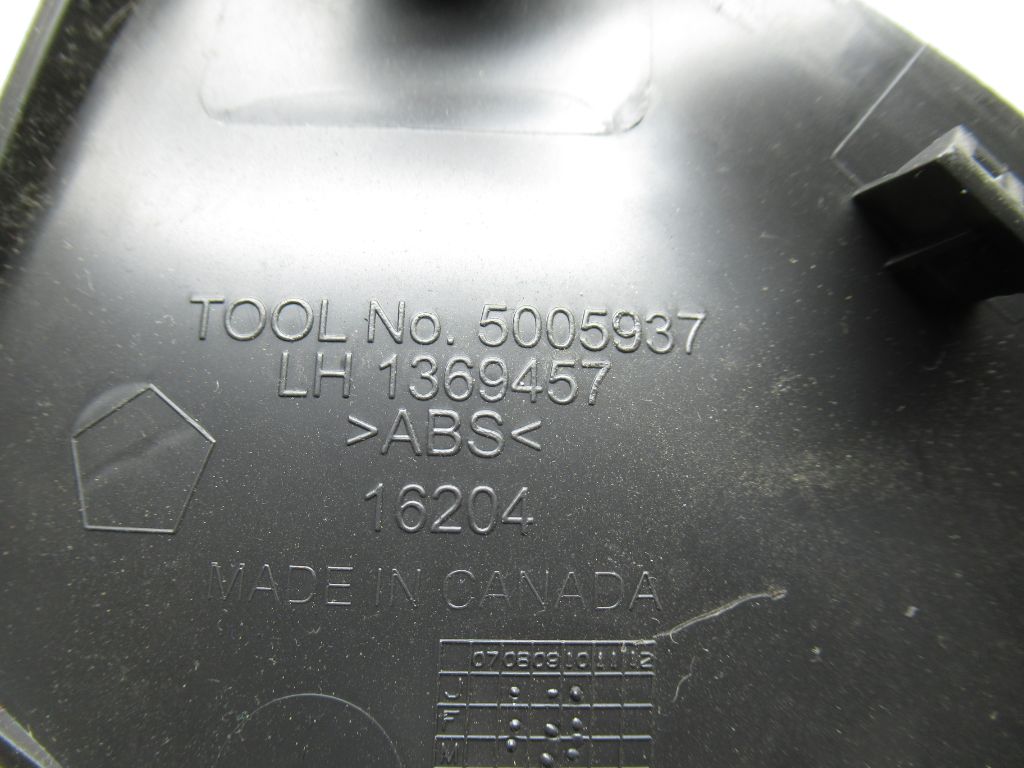 TOOL No. 5005937
LH 1369457
>ABS<
16204
MADE IN CANADA
07 08 09 10 11 12
J
F
M